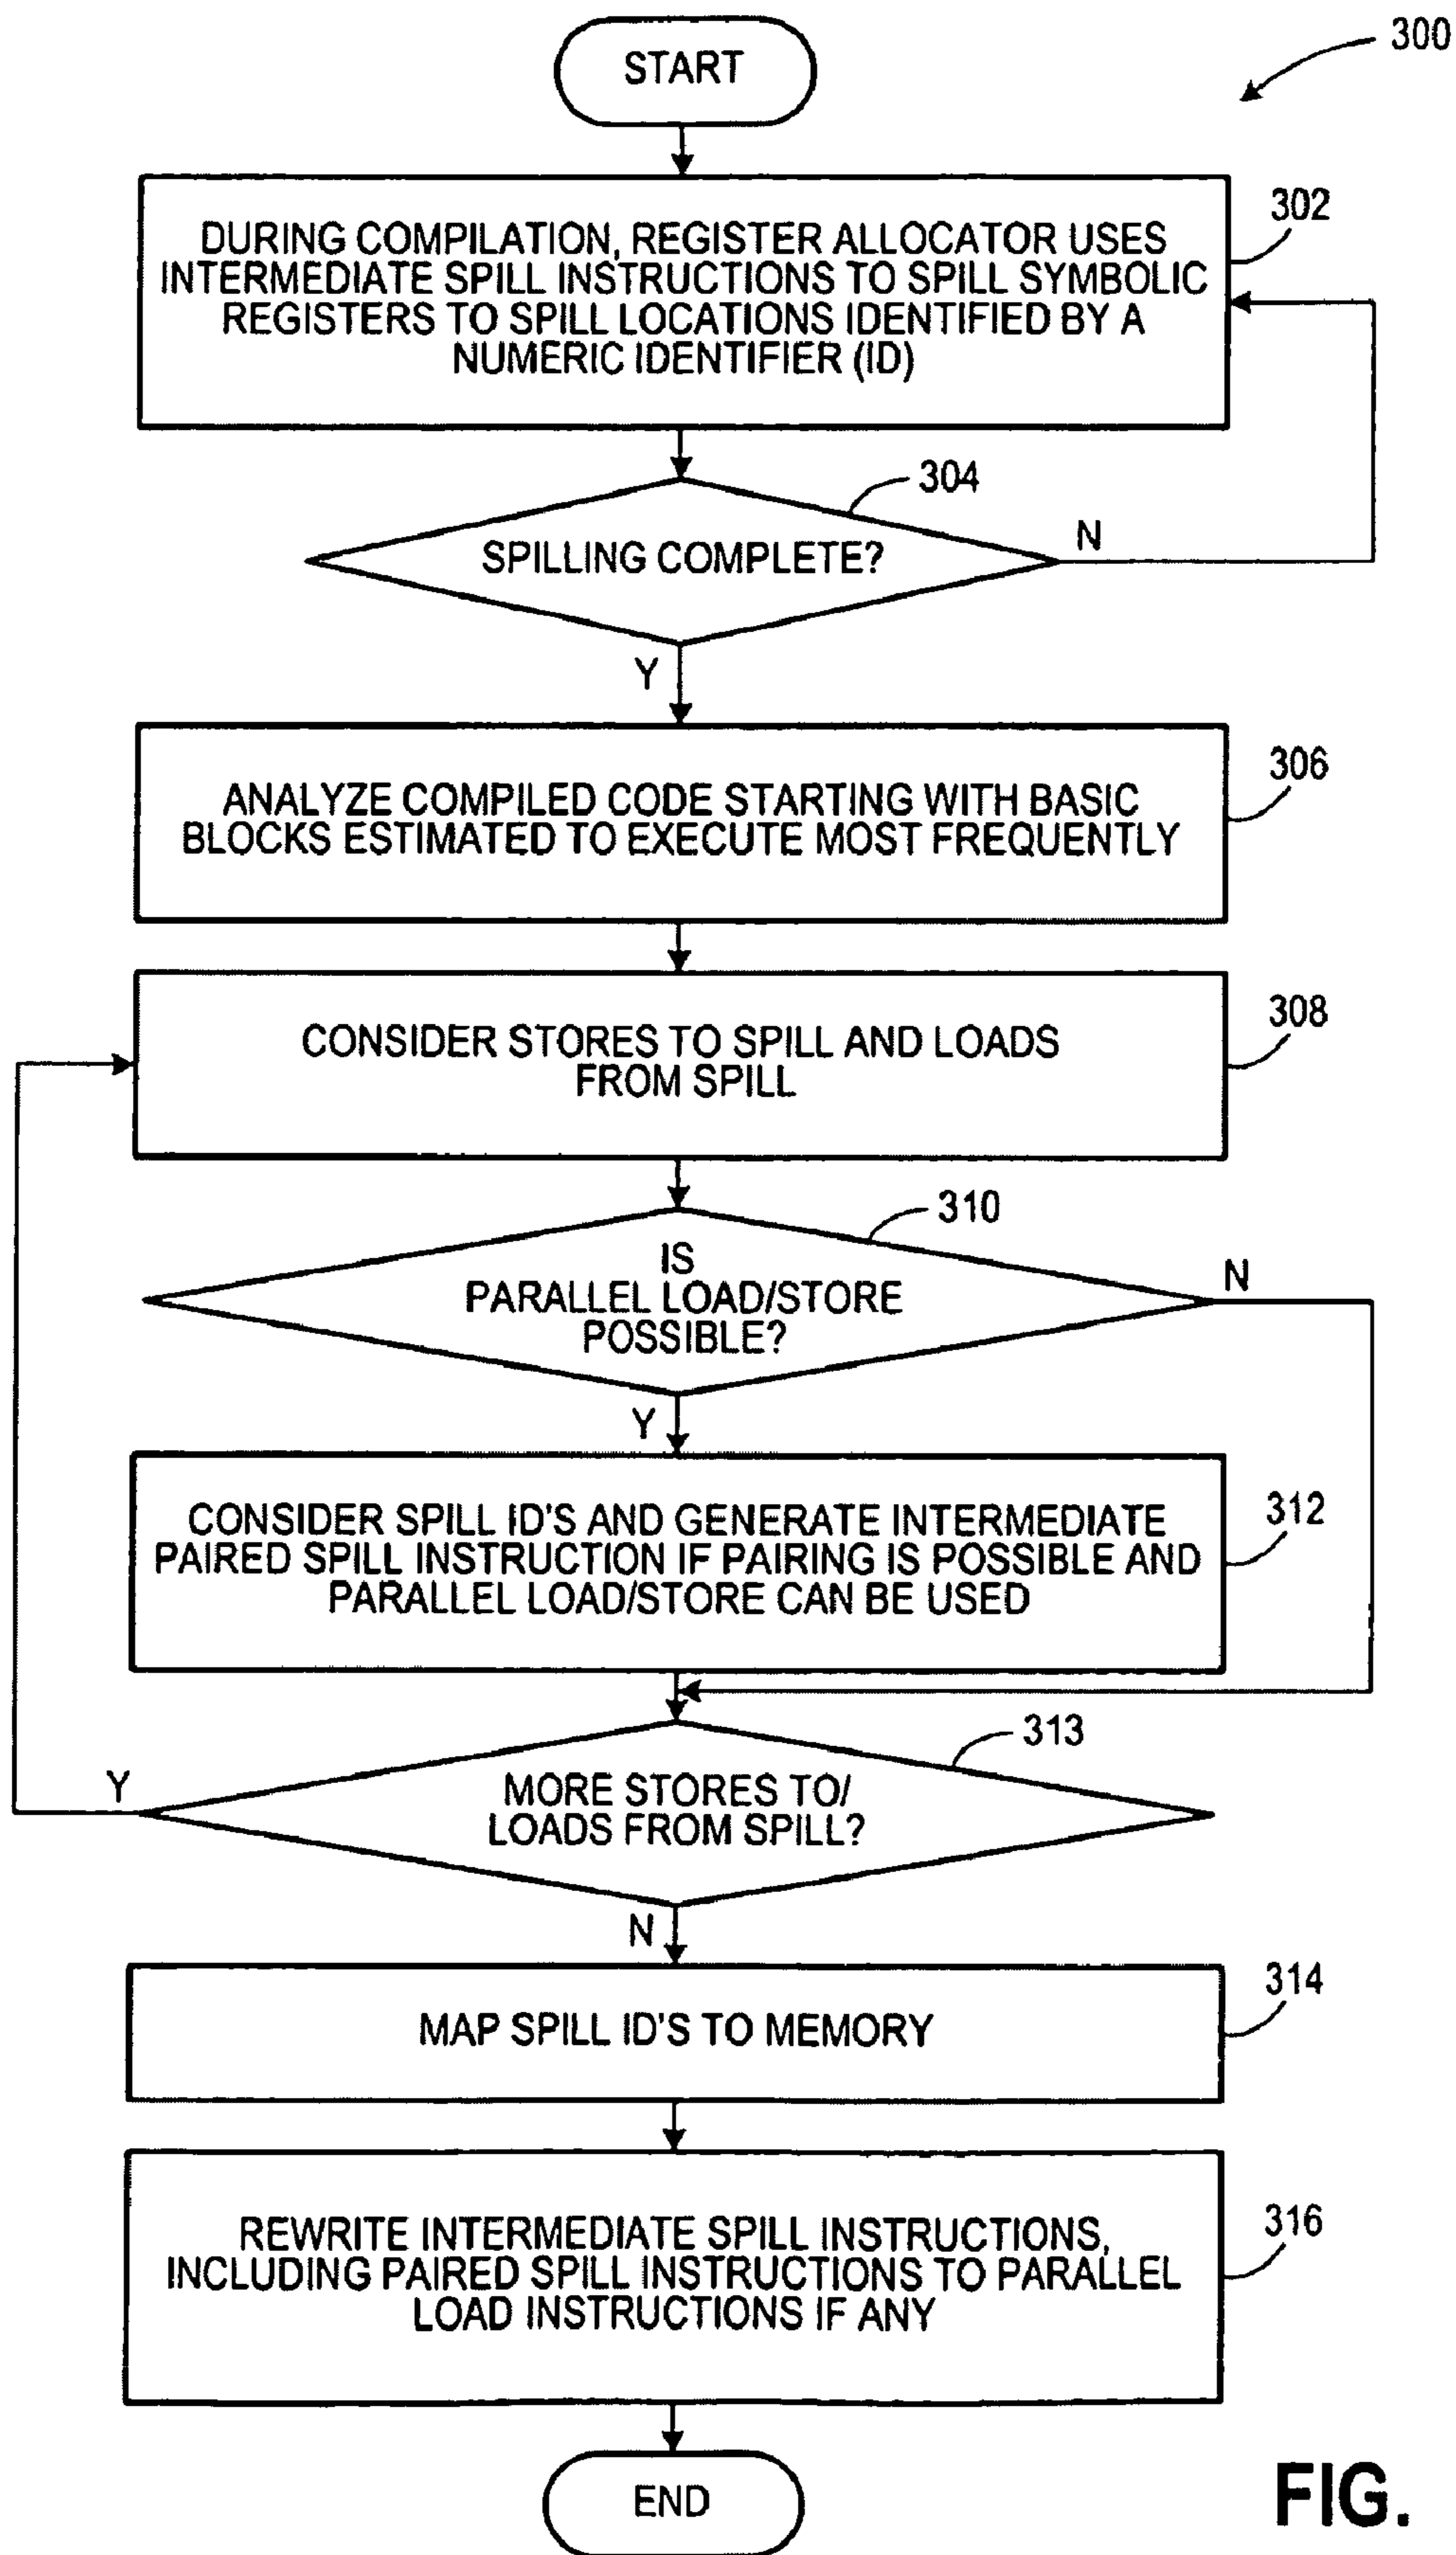 300
START
302
DURING COMPILATION, REGISTER ALLOCATOR USES
INTERMEDIATE SPILL INSTRUCTIONS TO SPILL SYMBOLIC
REGISTERS TO SPILL LOCATIONS IDENTIFIED BY A
NUMERIC IDENTIFIER (ID)
304
SPILLING COMPLETE?
N
Y
306
ANALYZE COMPILED CODE STARTING WITH BASIC
BLOCKS ESTIMATED TO EXECUTE MOST FREQUENTLY
308
CONSIDER STORES TO SPILL AND LOADS
FROM SPILL
310
IS
PARALLEL LOAD/STORE
POSSIBLE?
N
Y
312
CONSIDER SPILL ID'S AND GENERATE INTERMEDIATE
PAIRED SPILL INSTRUCTION IF PAIRING IS POSSIBLE AND
PARALLEL LOAD/STORE CAN BE USED
313
MORE STORES TO/
LOADS FROM SPILL?
Y
N
314
MAP SPILL ID'S TO MEMORY
316
REWRITE INTERMEDIATE SPILL INSTRUCTIONS,
INCLUDING PAIRED SPILL INSTRUCTIONS TO PARALLEL
LOAD INSTRUCTIONS IF ANY
END
FIG.